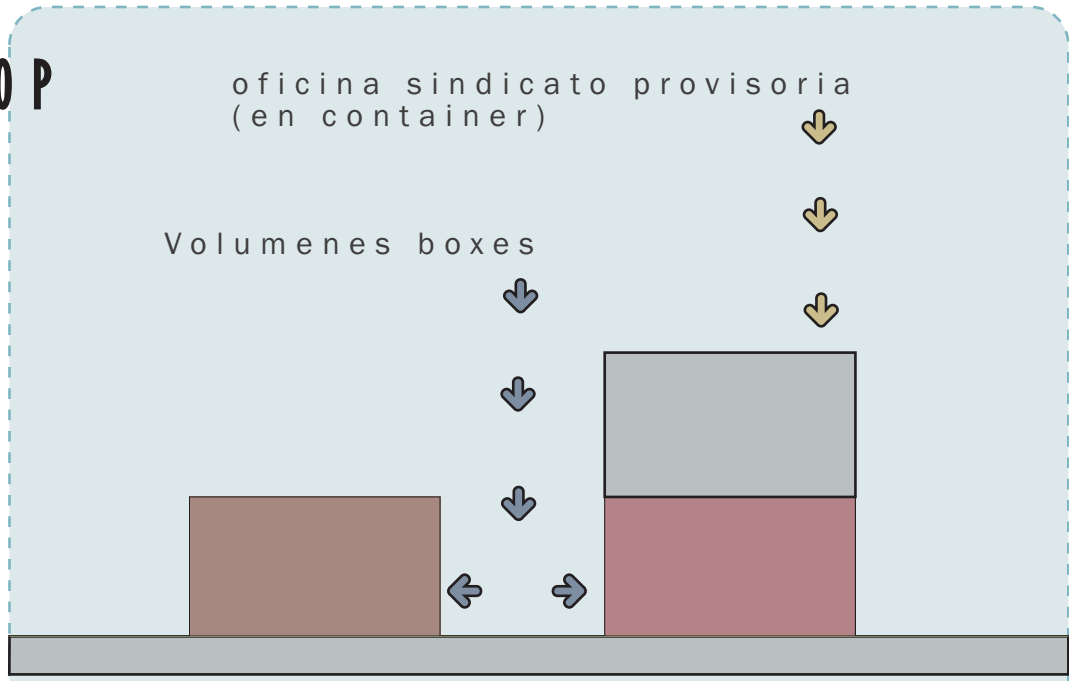 P
oficina sindicato provisoria
(en container)
Volumenes boxes